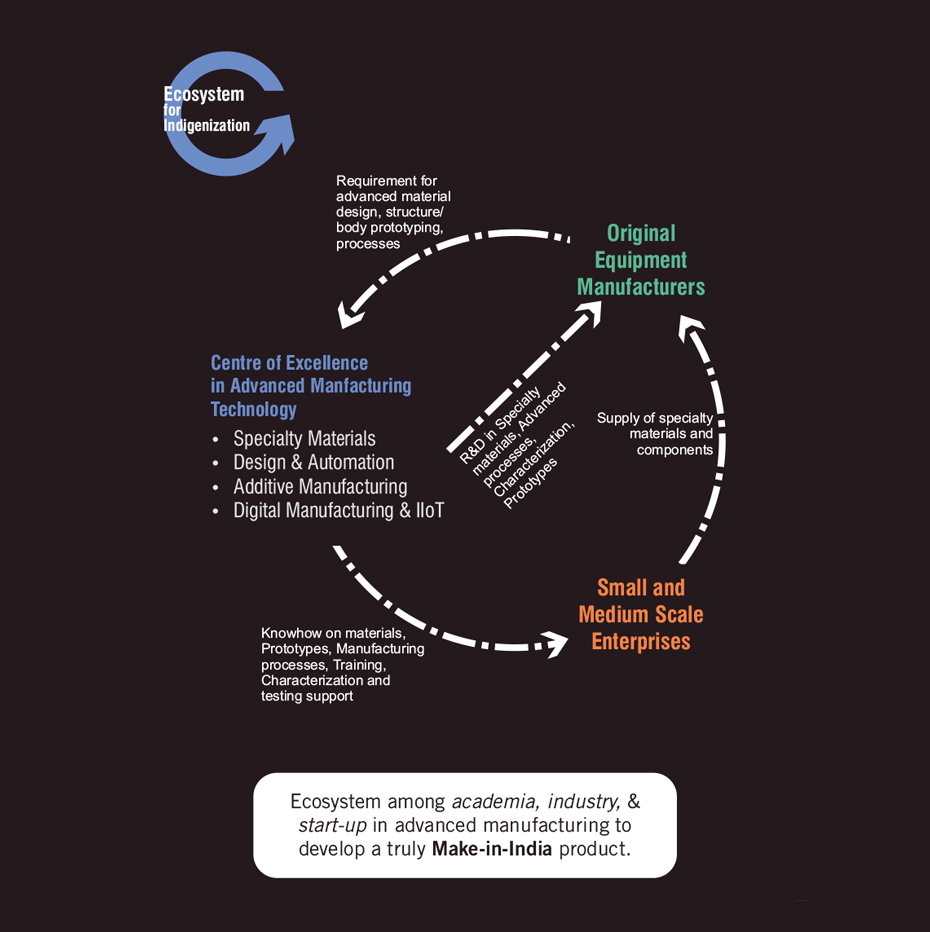 Ecosystem
for
Indigenization
Requirement for
advanced material
design, structure/
body prototyping,
processes
Original
Equipment
Manufacturers
Centre of Excellence
in Advanced Manfacturing
Technology
• Specialty Materials
• Design & Automation
• Additive Manufacturing
• Digital Manufacturing & IIoT
R&D in Specialty
materials, Advanced
processes,
Characterization,
Prototypes
Supply of specialty
materials and
components
Small and
Medium Scale
Enterprises
Knowhow on materials,
Prototypes, Manufacturing
processes, Training,
Characterization and
testing support
Ecosystem among academia, industry, &
start-up in advanced manufacturing to
develop a truly Make-in-India product.